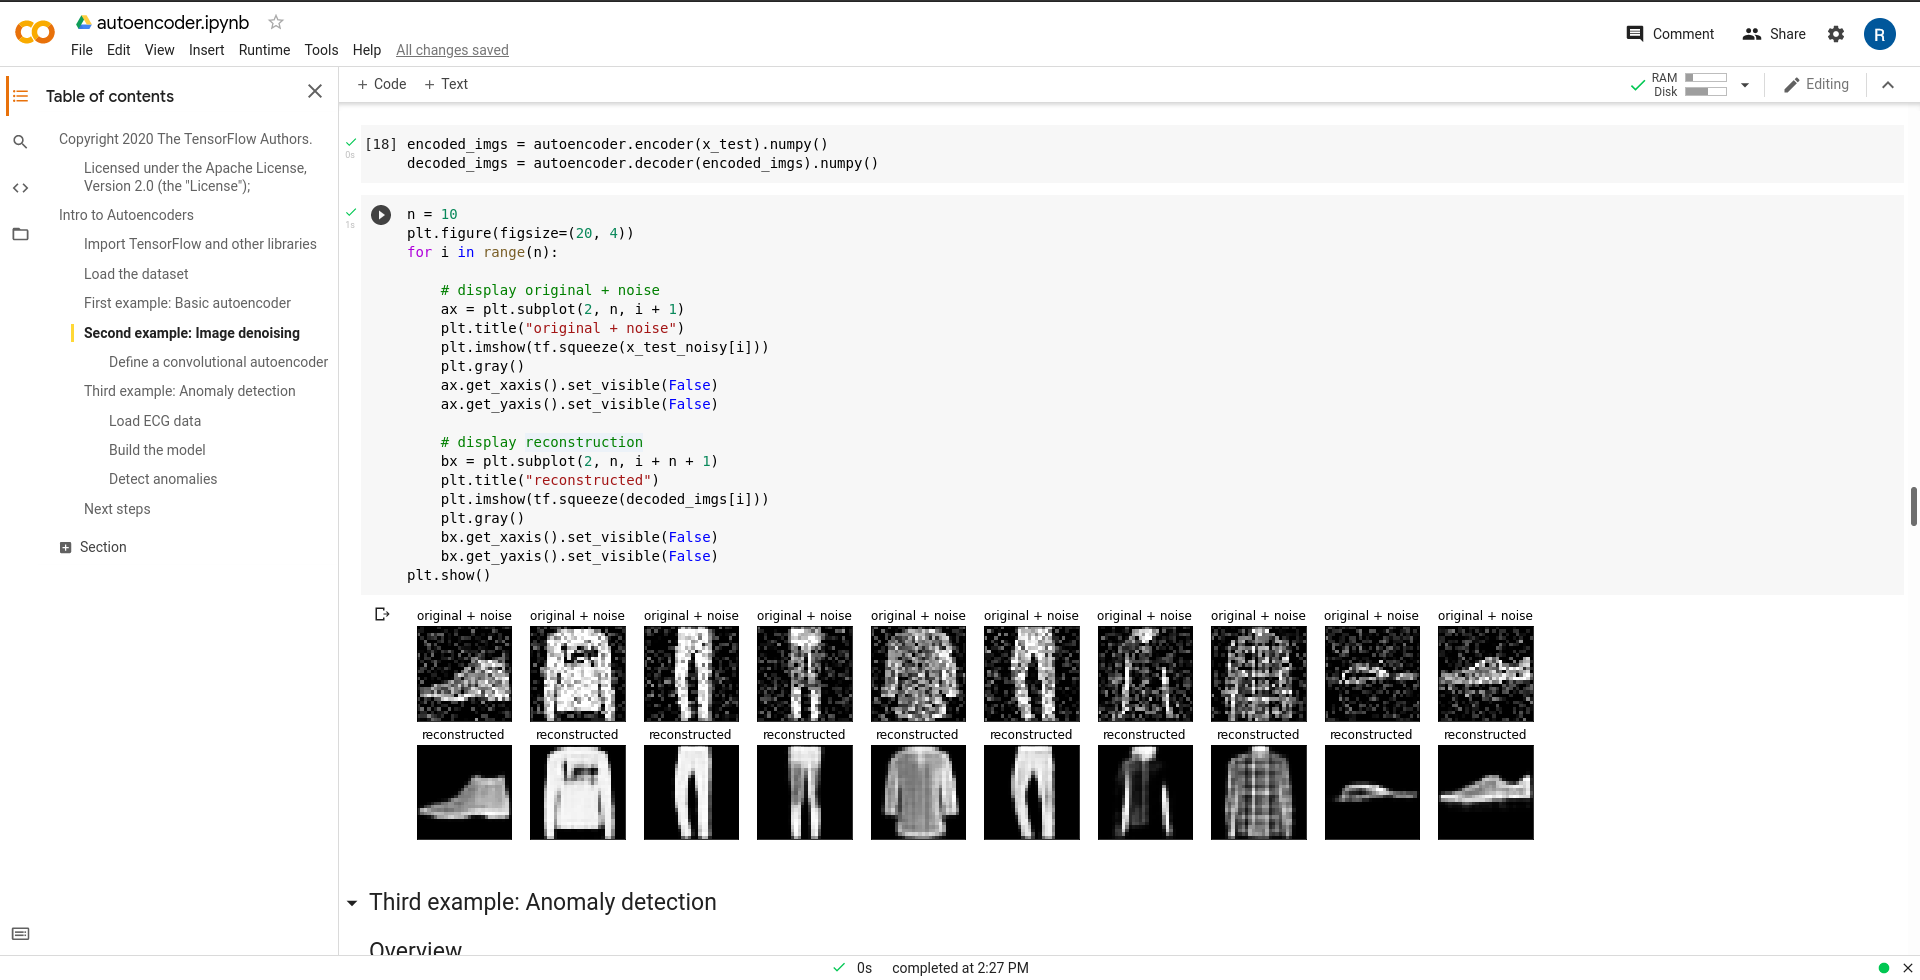 autoencoder.ipynb
File Edit View Insert Runtime Tools Help All changes saved
Comment Share R
Table of contents
Copyright 2020 The TensorFlow Authors.
Licensed under the Apache License,
Version 2.0 (the "License");
Intro to Autoencoders
Import TensorFlow and other libraries
Load the dataset
First example: Basic autoencoder
Second example: Image denoising
Define a convolutional autoencoder
Third example: Anomaly detection
Load ECG data
Build the model
Detect anomalies
Next steps
Section
+ Code + Text
RAM
Disk
Editing
0s
[18] encoded_imgs = autoencoder.encoder(x_test).numpy()
decoded_imgs = autoencoder.decoder(encoded_imgs).numpy()
1s
n = 10
plt.figure(figsize=(20, 4))
for i in range(n):
# display original + noise
ax = plt.subplot(2, n, i + 1)
plt.title("original + noise")
plt.imshow(tf.squeeze(x_test_noisy[i]))
plt.gray()
ax.get_xaxis().set_visible(False)
ax.get_yaxis().set_visible(False)
# display reconstruction
bx = plt.subplot(2, n, i + n + 1)
plt.title("reconstructed")
plt.imshow(tf.squeeze(decoded_imgs[i]))
plt.gray()
bx.get_xaxis().set_visible(False)
bx.get_yaxis().set_visible(False)
plt.show()
original + noise original + noise original + noise original + noise original + noise original + noise original + noise original + noise original + noise original + noise
Lee
reconstructed reconstructed reconstructed reconstructed reconstructed reconstructed reconstructed reconstructed reconstructed reconstructed
Lee
Third example: Anomaly detection
Overview
0s completed at 2:27 PM